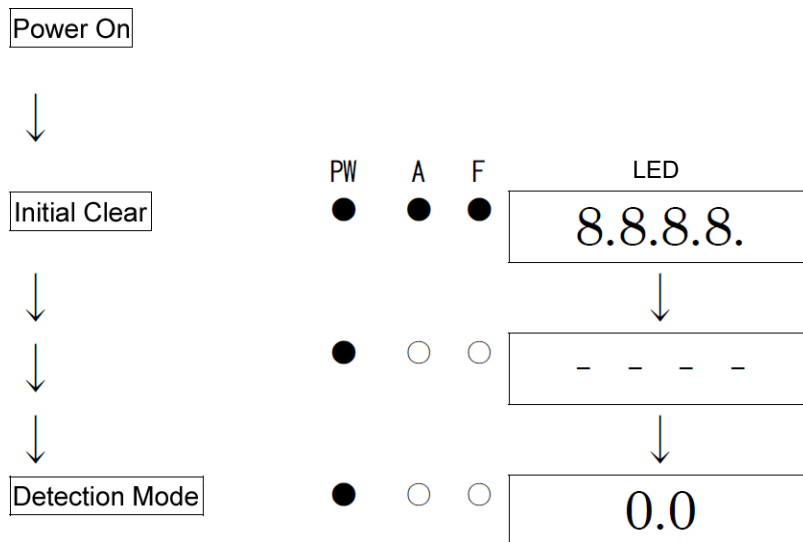 Power On
PW A F LED
Initial Clear 8.8.8.8.
- - - -
Detection Mode 0.0